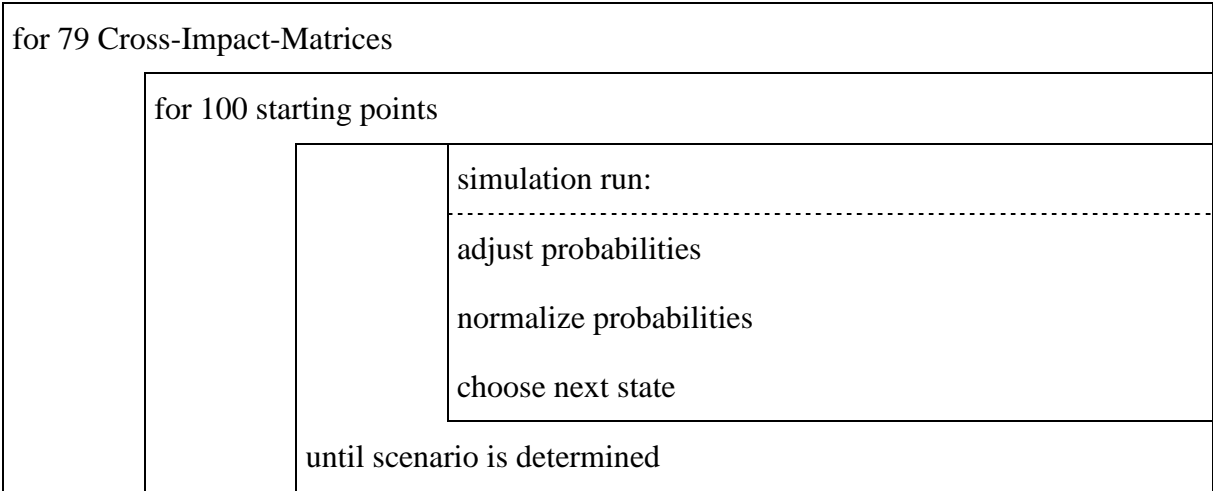 for 79 Cross-Impact-Matrices
for 100 starting points
simulation run:
adjust probabilities
normalize probabilities
choose next state
until scenario is determined